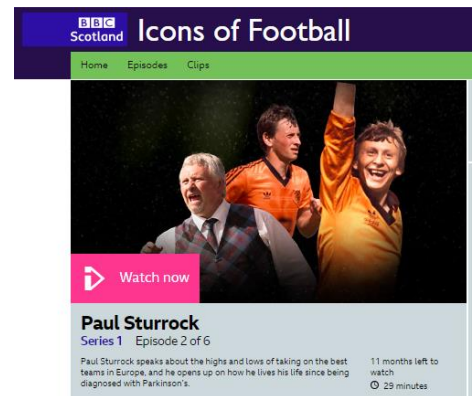 BBC
Scotland
Icons of Football
Home Episodes Clips
Watch now
Paul Sturrock
Series 1 Episode 2 of 6
Paul Sturrock speaks about the highs and lows of taking on the best
teams in Europe, and he opens up on how he lives his life since being
diagnosed with Parkinson's.
11 months left to
watch
29 minutes